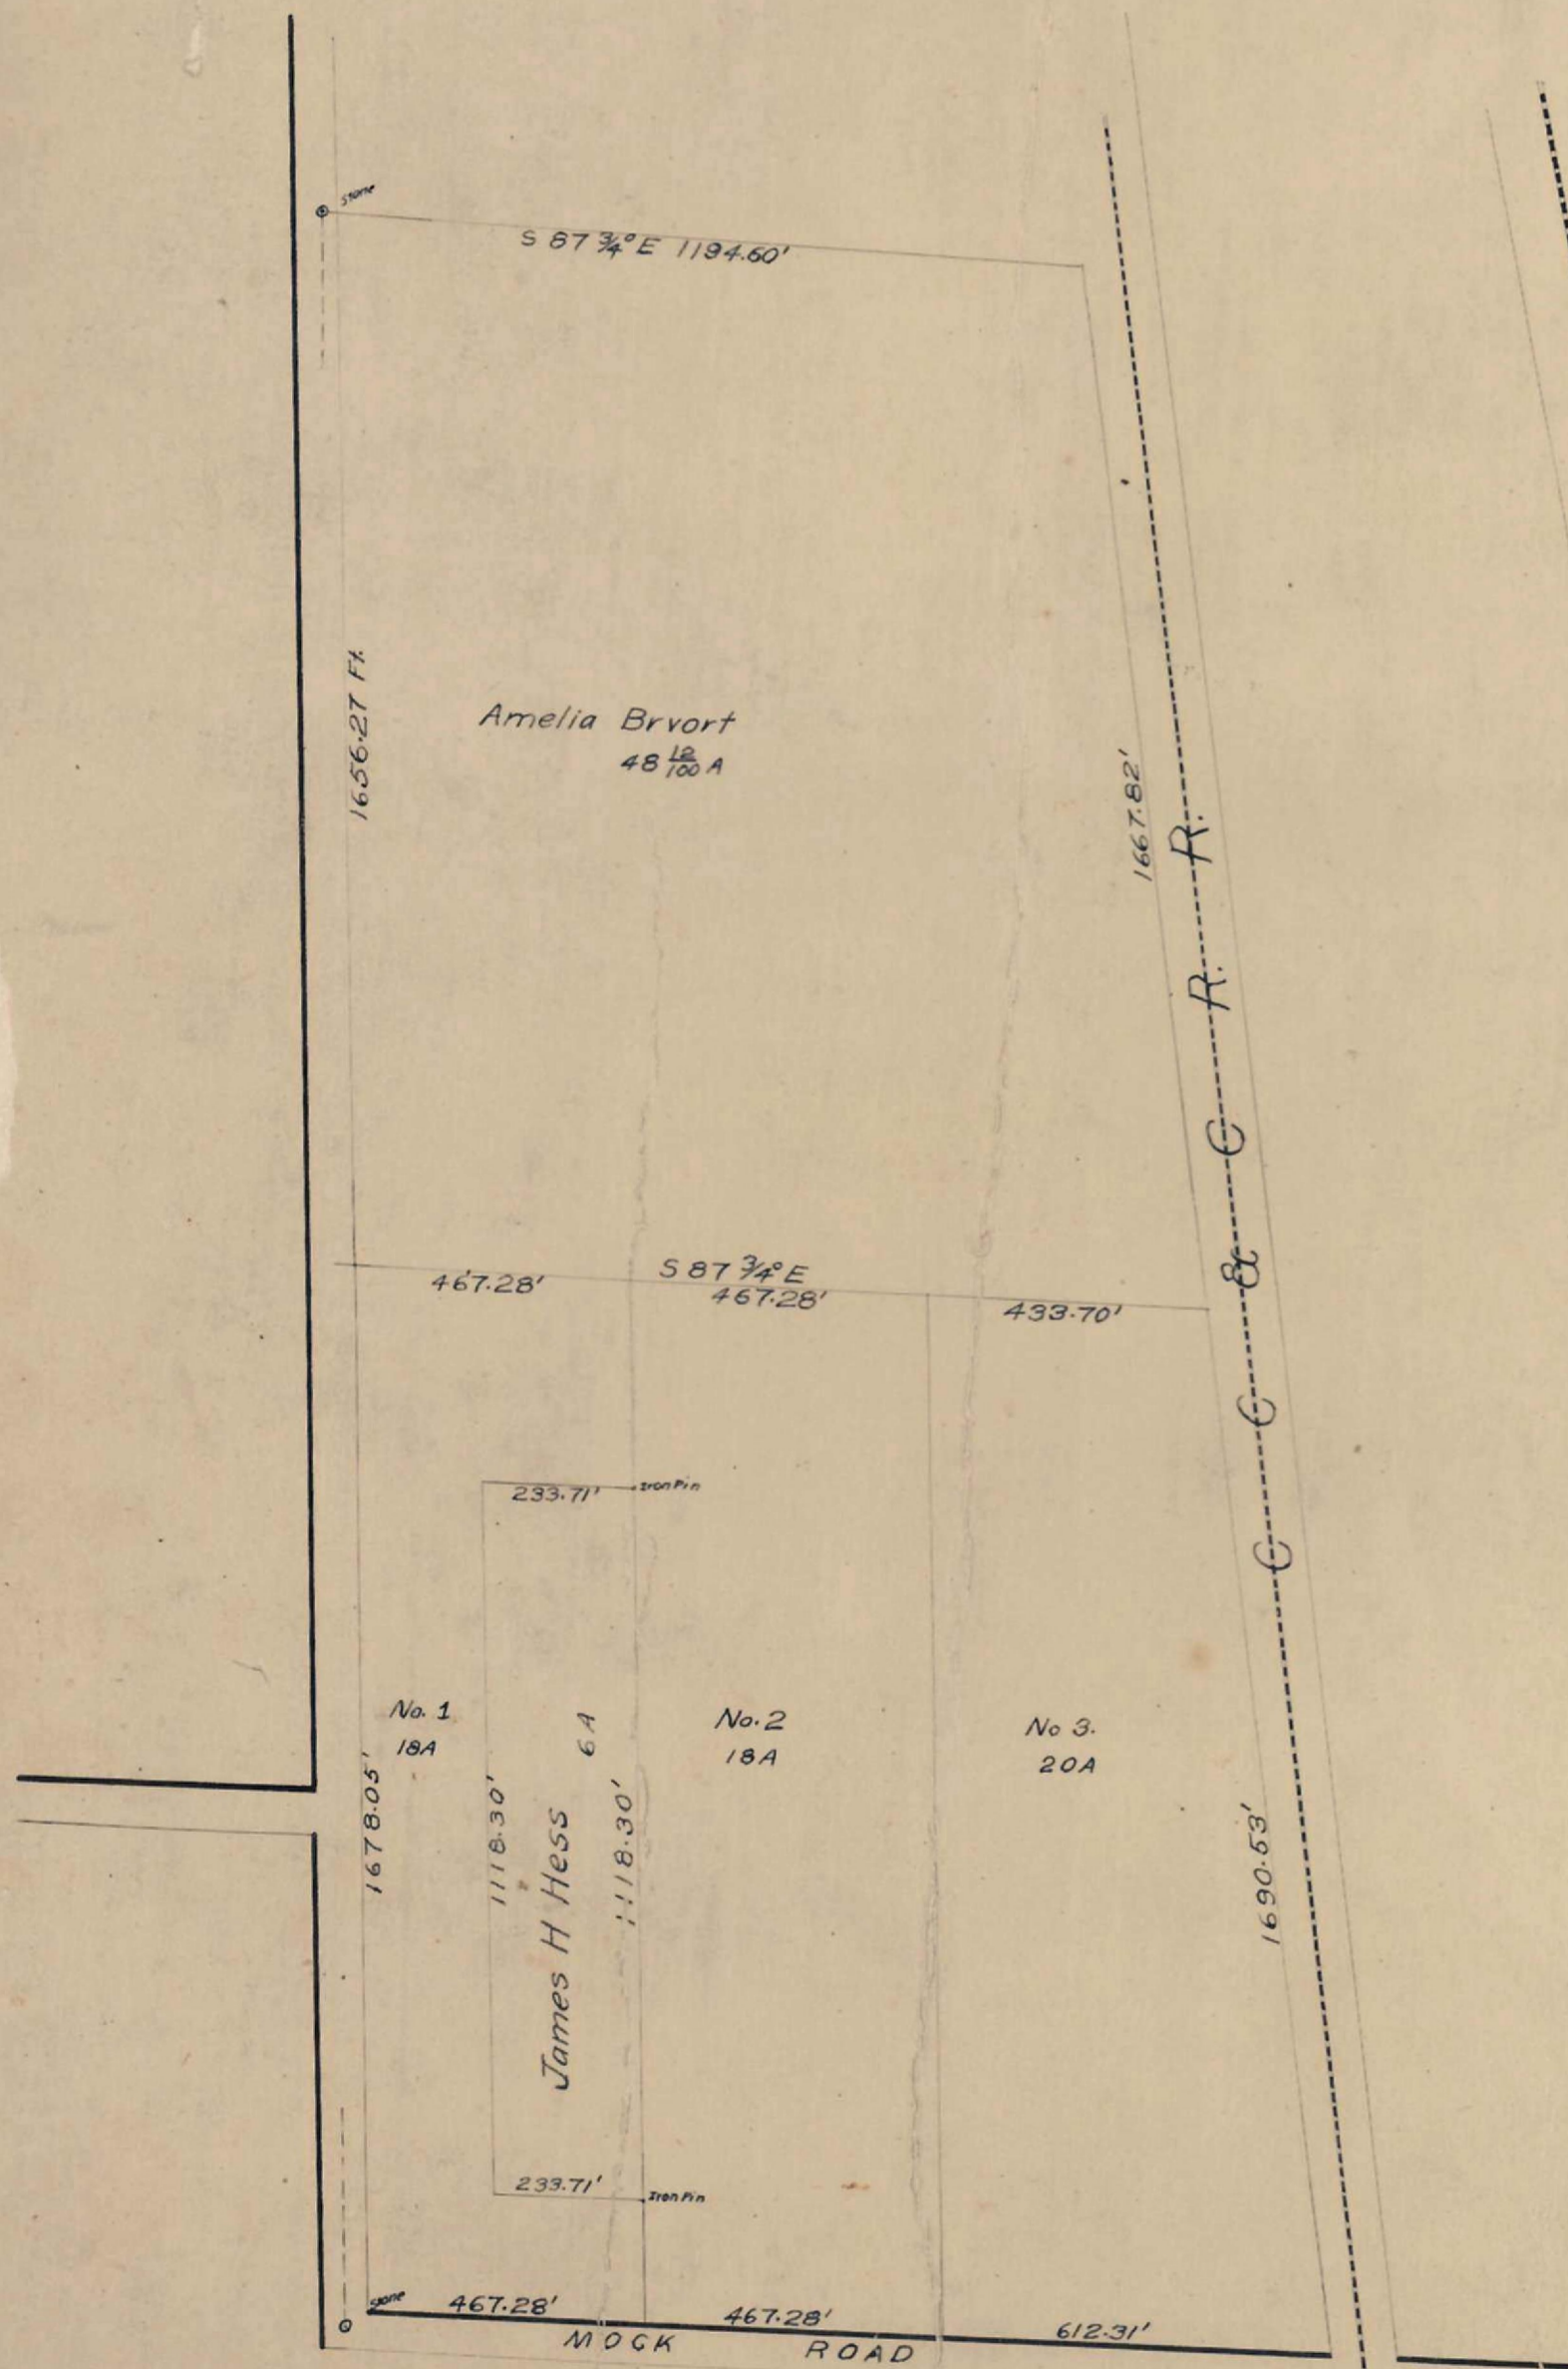 Stone
S 87 ¾° E 1194.60'
1656.27 Ft.
Amelia Brvort
48 12/100 A
1667.82'
C C & C R. R.
S 87 ¾° E
467.28'
467.28'
433.70'
233.71'
Iron Pin
No. 1
18A
6 A
No. 2
18A
No 3.
20A
1678.05'
1118.30'
James H Hess
1118.30'
1690.53'
233.71'
Iron Pin
Stone
467.28'
467.28'
612.31'
MOCK ROAD